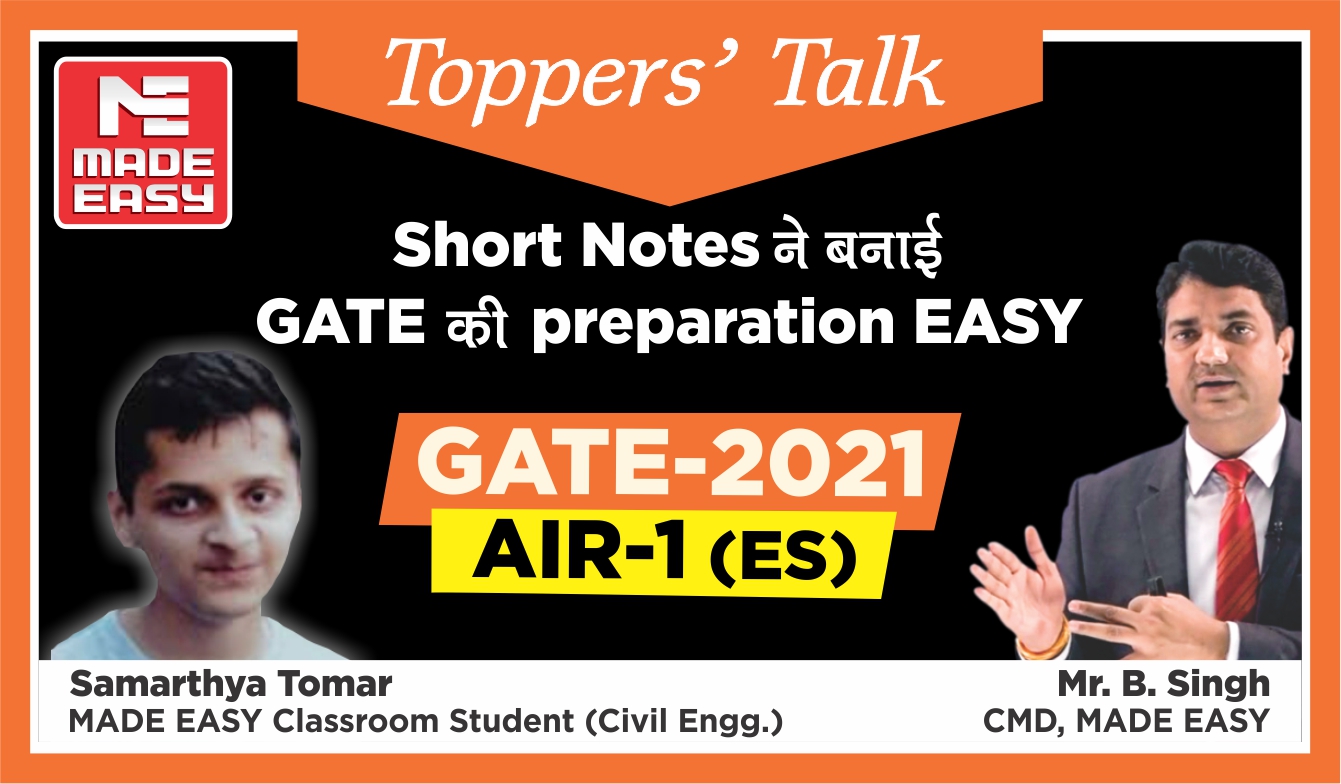 Toppers’ Talk
ME
MADE
EASY
Short Notes ने बनाई
GATE की preparation EASY
GATE-2021
AIR-1 (ES)
Samarthya Tomar
MADE EASY Classroom Student (Civil Engg.)
Mr. B. Singh
CMD, MADE EASY